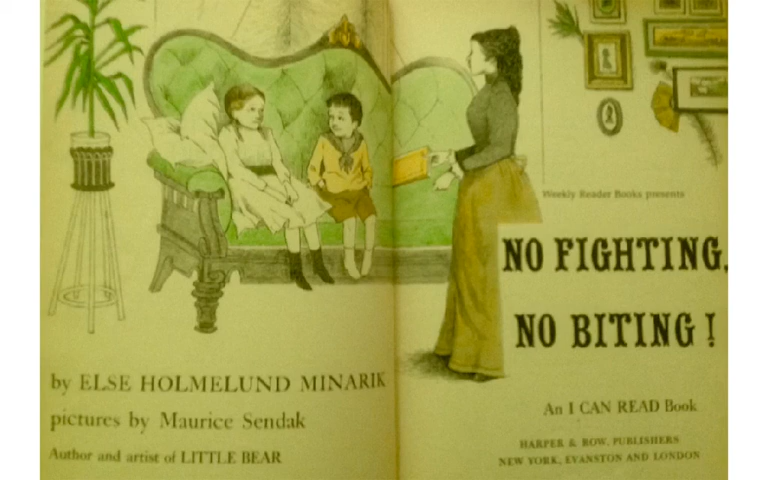 by ELSE HOLMELUND MINARIK
pictures by Maurice Sendak
Author and artist of LITTLE BEAR
Weekly Reader Books presents
NO FIGHTING,
NO BITING!
An I CAN READ Book
HARPER & ROW, PUBLISHERS
NEW YORK, EVANSTON AND LONDON